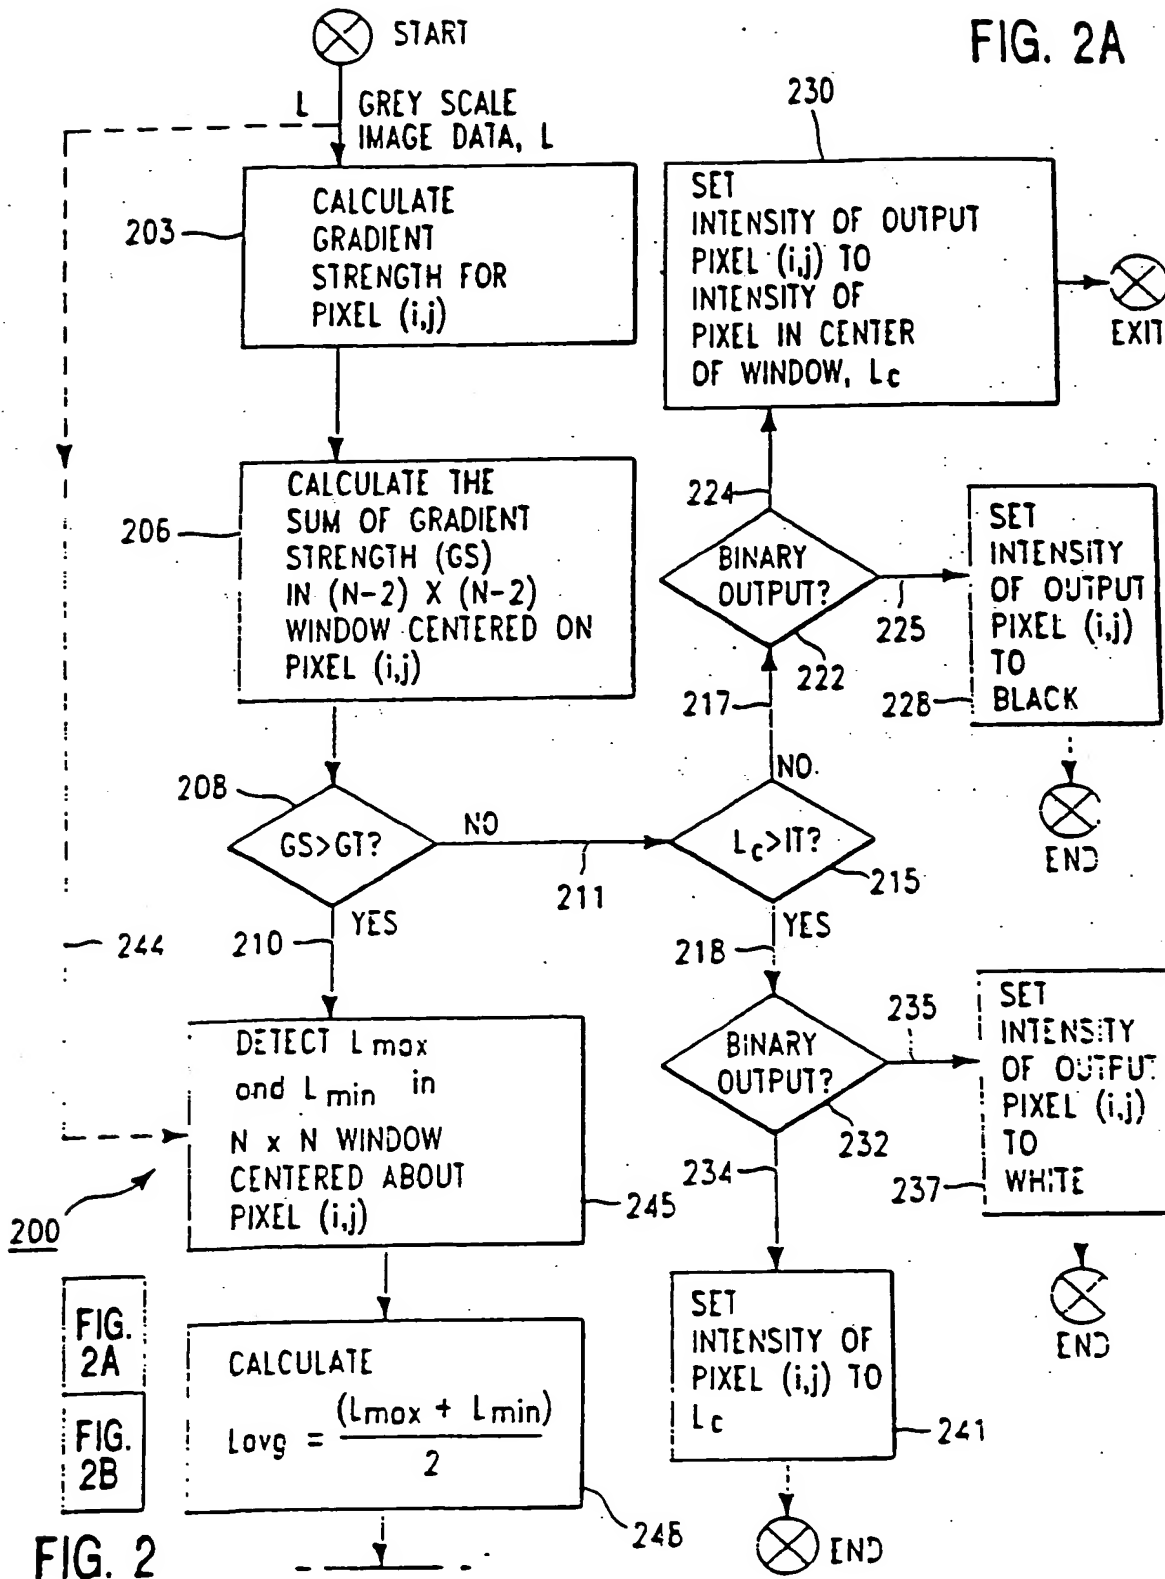 FIG. 2A
START
L
GREY SCALE
IMAGE DATA, L
203
CALCULATE
GRADIENT
STRENGTH FOR
PIXEL (i,j)
206
CALCULATE THE
SUM OF GRADIENT
STRENGTH (GS)
IN (N-2) X (N-2)
WINDOW CENTERED ON
PIXEL (i,j)
208
GS>GT?
NO
211
YES
210
244
DETECT Lmax
and Lmin in
N x N WINDOW
CENTERED ABOUT
PIXEL (i,j)
245
200
CALCULATE
Lavg = (Lmax + Lmin)
2
246
FIG.
2A
FIG.
2B
FIG. 2
230
SET
INTENSITY OF OUTPUT
PIXEL (i,j) TO
INTENSITY OF
PIXEL IN CENTER
OF WINDOW, Lc
EXIT
224
BINARY
OUTPUT?
225
222
SET
INTENSITY
OF OUTPUT
PIXEL (i,j)
TO
BLACK
228
END
217
NO.
Lc>IT?
215
YES
218
BINARY
OUTPUT?
235
232
SET
INTENSITY
OF OUTPUT
PIXEL (i,j)
TO
WHITE
237
END
234
SET
INTENSITY OF
PIXEL (i,j) TO
Lc
241
END